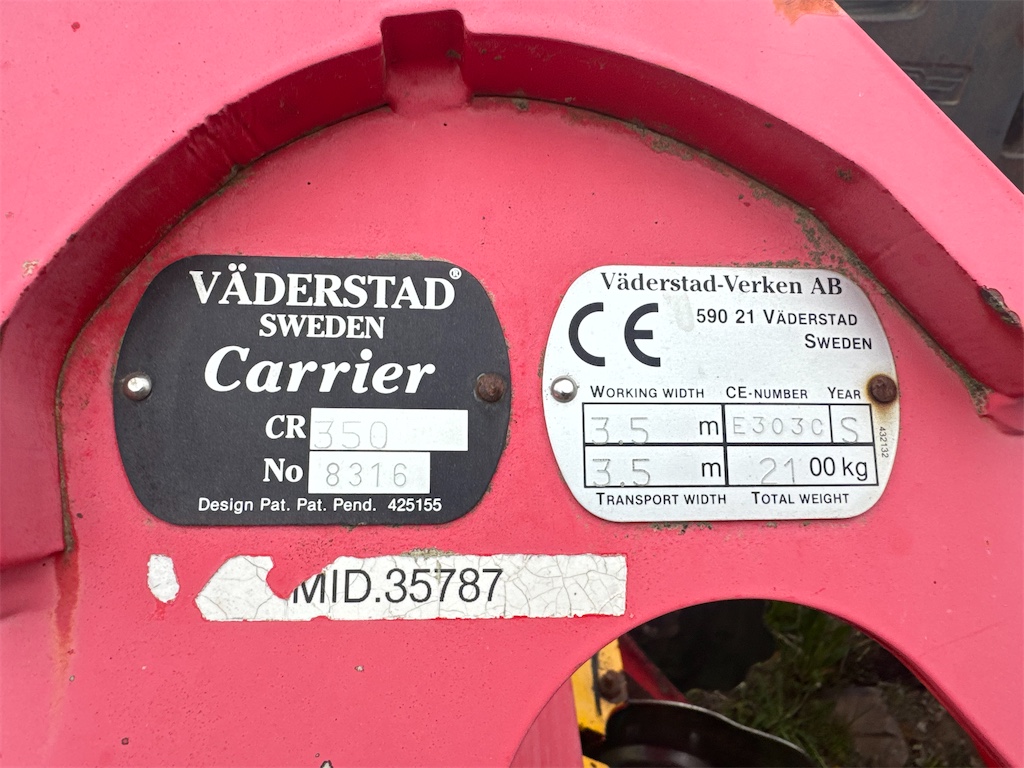 VÄDERSTAD®
SWEDEN
Carrier
CR 350
No 8316
Design Pat. Pat. Pend. 425155
Väderstad-Verken AB
CE
590 21 VÄDERSTAD
SWEDEN
WORKING WIDTH CE-NUMBER YEAR
3.5 m E303C S
3.5 m 2100 kg
TRANSPORT WIDTH TOTAL WEIGHT
432132
MID.35787